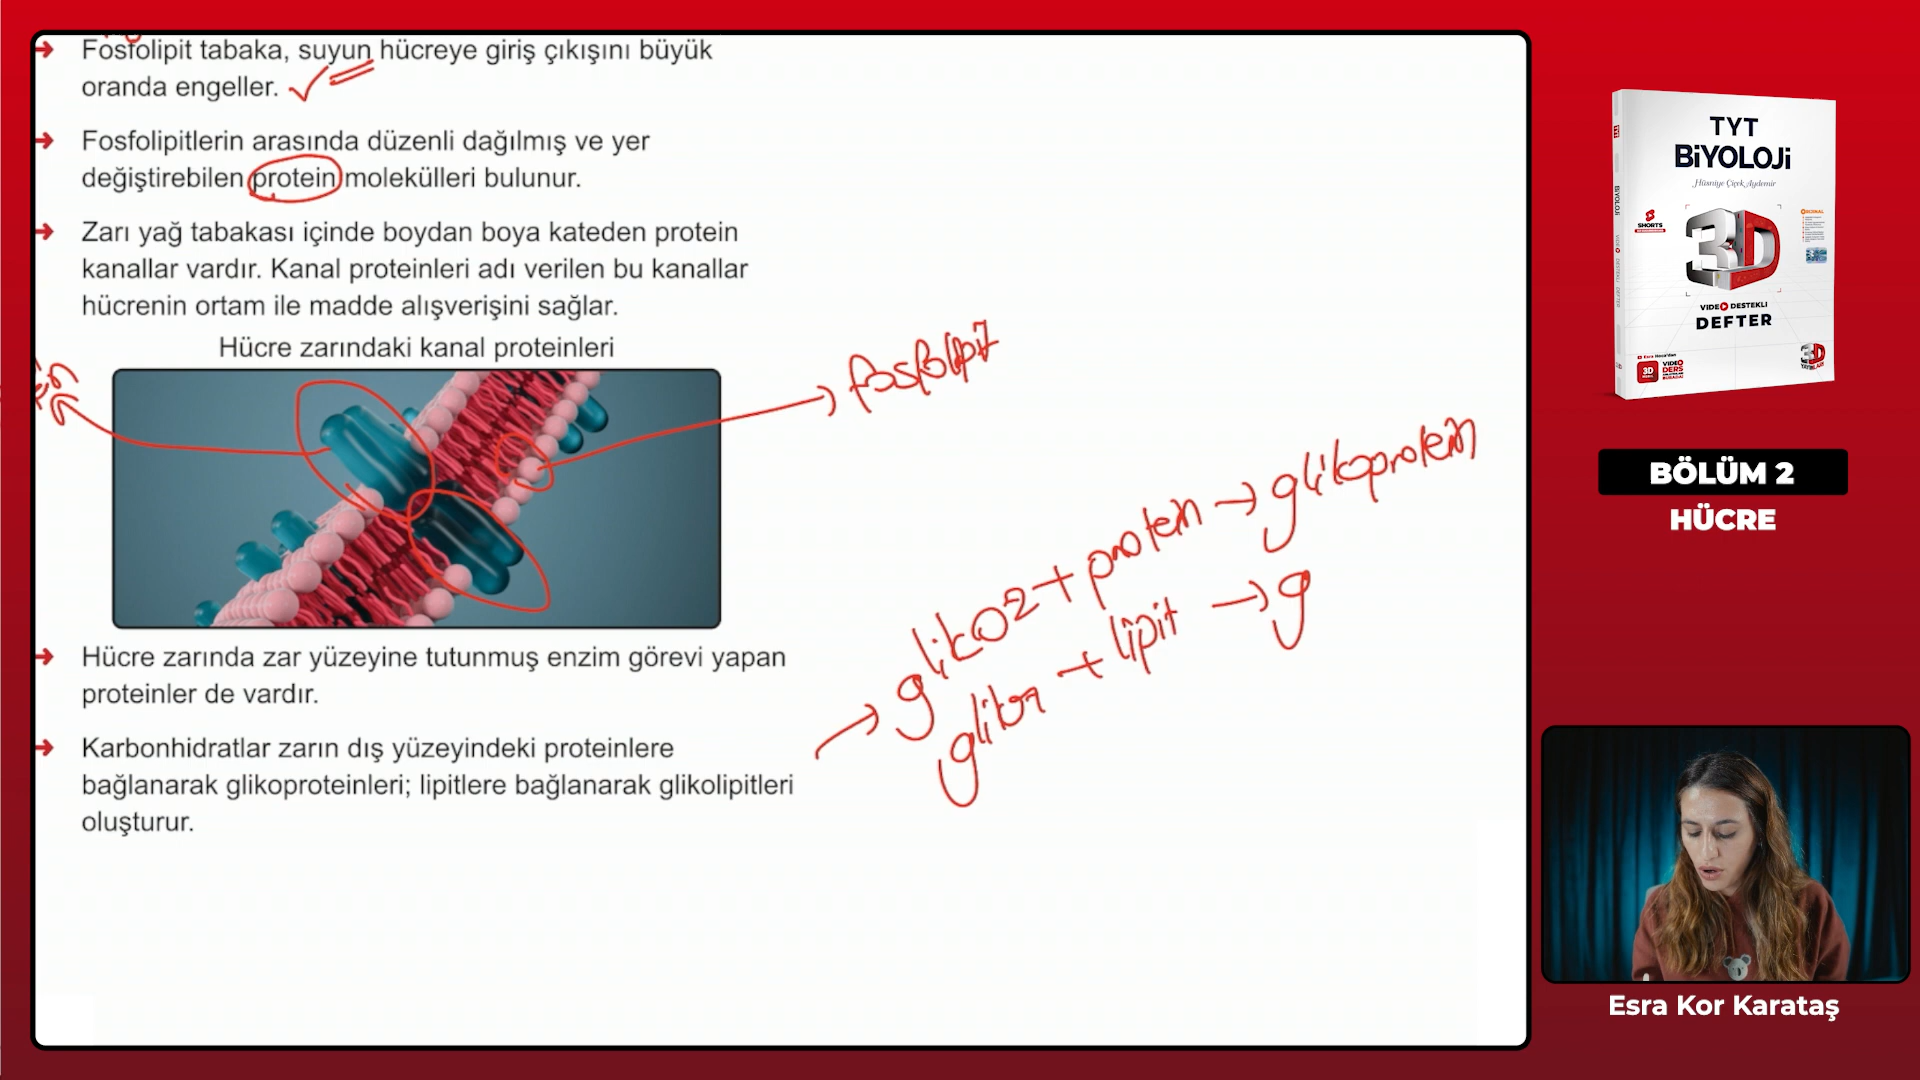 Fosfolipit tabaka, suyun hücreye giriş çıkışını büyük
oranda engeller.
Fosfolipitlerin arasında düzenli dağılmış ve yer
değiştirebilen protein molekülleri bulunur.
Zarı yağ tabakası içinde boydan boya kateden protein
kanallar vardır. Kanal proteinleri adı verilen bu kanallar
hücrenin ortam ile madde alışverişini sağlar.
Hücre zarındaki kanal proteinleri
fosfolipit
glikoz + protein → glikoprotein
glikoz + lipit → g
Hücre zarında zar yüzeyine tutunmuş enzim görevi yapan
proteinler de vardır.
Karbonhidratlar zarın dış yüzeyindeki proteinlere
bağlanarak glikoproteinleri; lipitlere bağlanarak glikolipitleri
oluşturur.
TYT
BİYOLOJİ
Hüsniye Çiçek Aydemir
SHORTS
3D
VIDEO DESTEKLİ
DEFTER
BÖLÜM 2
HÜCRE
Esra Kor Karataş